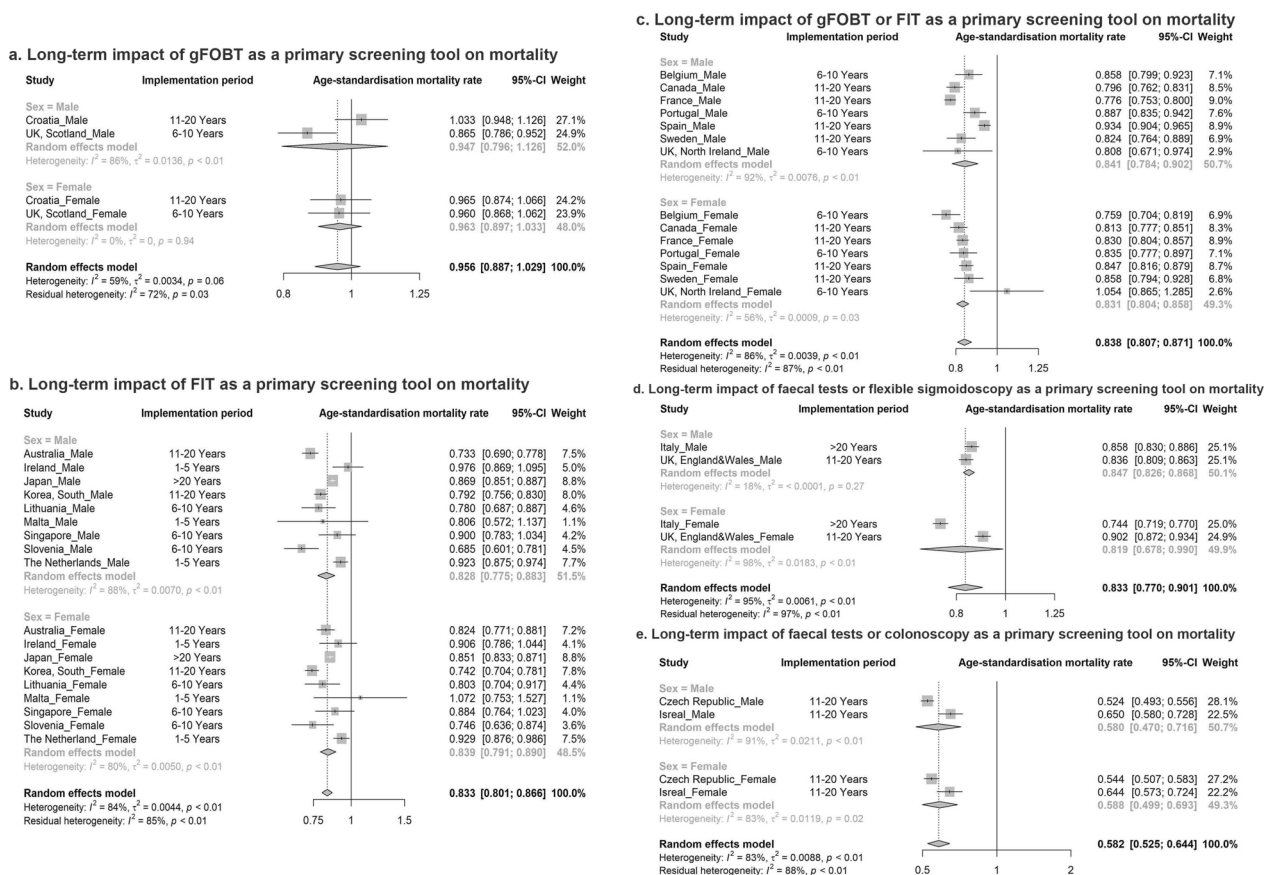 a. Long-term impact of gFOBT as a primary screening tool on mortality
Study Implementation period Age-standardisation mortality rate 95%-CI Weight
Sex = Male
Croatia_Male 11-20 Years 1.033 [0.948; 1.126] 27.1%
UK, Scotland_Male 6-10 Years 0.865 [0.786; 0.952] 24.9%
Random effects model 0.947 [0.796; 1.126] 52.0%
Heterogeneity: I² = 86%, τ² = 0.0136, p < 0.01
Sex = Female
Croatia_Female 11-20 Years 0.965 [0.874; 1.066] 24.2%
UK, Scotland_Female 6-10 Years 0.960 [0.868; 1.062] 23.9%
Random effects model 0.963 [0.897; 1.033] 48.0%
Heterogeneity: I² = 0%, τ² = 0, p = 0.94
Random effects model 0.956 [0.887; 1.029] 100.0%
Heterogeneity: I² = 59%, τ² = 0.0034, p = 0.06
Residual heterogeneity: I² = 72%, p = 0.03
0.8 1 1.25
b. Long-term impact of FIT as a primary screening tool on mortality
Study Implementation period Age-standardisation mortality rate 95%-CI Weight
Sex = Male
Australia_Male 11-20 Years 0.733 [0.690; 0.778] 7.5%
Ireland_Male 1-5 Years 0.976 [0.869; 1.095] 5.0%
Japan_Male >20 Years 0.869 [0.851; 0.887] 8.8%
Korea, South_Male 11-20 Years 0.792 [0.756; 0.830] 8.0%
Lithuania_Male 6-10 Years 0.780 [0.687; 0.887] 4.6%
Malta_Male 1-5 Years 0.806 [0.572; 1.137] 1.1%
Singapore_Male 6-10 Years 0.900 [0.783; 1.034] 4.2%
Slovenia_Male 6-10 Years 0.685 [0.601; 0.781] 4.5%
The Netherlands_Male 1-5 Years 0.923 [0.875; 0.974] 7.7%
Random effects model 0.828 [0.775; 0.883] 51.5%
Heterogeneity: I² = 88%, τ² = 0.0070, p < 0.01
Sex = Female
Australia_Female 11-20 Years 0.824 [0.771; 0.881] 7.2%
Ireland_Female 1-5 Years 0.906 [0.786; 1.044] 4.1%
Japan_Female >20 Years 0.851 [0.833; 0.871] 8.8%
Korea, South_Female 11-20 Years 0.742 [0.704; 0.781] 7.8%
Lithuania_Female 6-10 Years 0.803 [0.704; 0.917] 4.4%
Malta_Female 1-5 Years 1.072 [0.753; 1.527] 1.1%
Singapore_Female 6-10 Years 0.884 [0.764; 1.023] 4.0%
Slovenia_Female 6-10 Years 0.746 [0.636; 0.874] 3.6%
The Netherland_Female 1-5 Years 0.929 [0.876; 0.986] 7.5%
Random effects model 0.839 [0.791; 0.890] 48.5%
Heterogeneity: I² = 80%, τ² = 0.0050, p < 0.01
Random effects model 0.833 [0.801; 0.866] 100.0%
Heterogeneity: I² = 84%, τ² = 0.0044, p < 0.01
Residual heterogeneity: I² = 85%, p < 0.01
0.75 1 1.5
c. Long-term impact of gFOBT or FIT as a primary screening tool on mortality
Study Implementation period Age-standardisation mortality rate 95%-CI Weight
Sex = Male
Belgium_Male 6-10 Years 0.858 [0.799; 0.923] 7.1%
Canada_Male 11-20 Years 0.796 [0.762; 0.831] 8.5%
France_Male 11-20 Years 0.776 [0.753; 0.800] 9.0%
Portugal_Male 6-10 Years 0.887 [0.835; 0.942] 7.6%
Spain_Male 11-20 Years 0.934 [0.904; 0.965] 8.9%
Sweden_Male 11-20 Years 0.824 [0.764; 0.889] 6.8%
UK, North Ireland_Male 6-10 Years 0.808 [0.671; 0.974] 2.9%
Random effects model 0.841 [0.784; 0.902] 50.7%
Heterogeneity: I² = 92%, τ² = 0.0076, p < 0.01
Sex = Female
Belgium_Female 6-10 Years 0.759 [0.704; 0.819] 6.9%
Canada_Female 11-20 Years 0.813 [0.777; 0.851] 8.3%
France_Female 11-20 Years 0.830 [0.804; 0.857] 8.9%
Portugal_Female 6-10 Years 0.835 [0.777; 0.897] 7.1%
Spain_Female 11-20 Years 0.847 [0.816; 0.879] 8.7%
Sweden_Female 11-20 Years 0.858 [0.794; 0.928] 6.8%
UK, North Ireland_Female 6-10 Years 1.054 [0.865; 1.285] 2.6%
Random effects model 0.831 [0.804; 0.858] 49.3%
Heterogeneity: I² = 56%, τ² = 0.0009, p = 0.03
Random effects model 0.838 [0.807; 0.871] 100.0%
Heterogeneity: I² = 86%, τ² = 0.0039, p < 0.01
Residual heterogeneity: I² = 87%, p < 0.01
0.8 1 1.25
d. Long-term impact of faecal tests or flexible sigmoidoscopy as a primary screening tool on mortality
Study Implementation period Age-standardisation mortality rate 95%-CI Weight
Sex = Male
Italy_Male >20 Years 0.858 [0.830; 0.886] 25.1%
UK, England&Wales_Male 11-20 Years 0.836 [0.809; 0.863] 25.1%
Random effects model 0.847 [0.826; 0.868] 50.1%
Heterogeneity: I² = 18%, τ² = < 0.0001, p = 0.27
Sex = Female
Italy_Female >20 Years 0.744 [0.719; 0.770] 25.0%
UK, England&Wales_Female 11-20 Years 0.902 [0.872; 0.934] 24.9%
Random effects model 0.819 [0.678; 0.990] 49.9%
Heterogeneity: I² = 98%, τ² = 0.0183, p < 0.01
Random effects model 0.833 [0.770; 0.901] 100.0%
Heterogeneity: I² = 95%, τ² = 0.0061, p < 0.01
Residual heterogeneity: I² = 97%, p < 0.01
0.8 1 1.25
e. Long-term impact of faecal tests or colonoscopy as a primary screening tool on mortality
Study Implementation period Age-standardisation mortality rate 95%-CI Weight
Sex = Male
Czech Republic_Male 11-20 Years 0.524 [0.493; 0.556] 28.1%
Isreal_Male 11-20 Years 0.650 [0.580; 0.728] 22.5%
Random effects model 0.580 [0.470; 0.716] 50.7%
Heterogeneity: I² = 91%, τ² = 0.0211, p < 0.01
Sex = Female
Czech Republic_Female 11-20 Years 0.544 [0.507; 0.583] 27.2%
Isreal_Female 11-20 Years 0.644 [0.573; 0.724] 22.2%
Random effects model 0.588 [0.499; 0.693] 49.3%
Heterogeneity: I² = 83%, τ² = 0.0119, p = 0.02
Random effects model 0.582 [0.525; 0.644] 100.0%
Heterogeneity: I² = 83%, τ² = 0.0088, p < 0.01
Residual heterogeneity: I² = 88%, p < 0.01
0.5 1 2